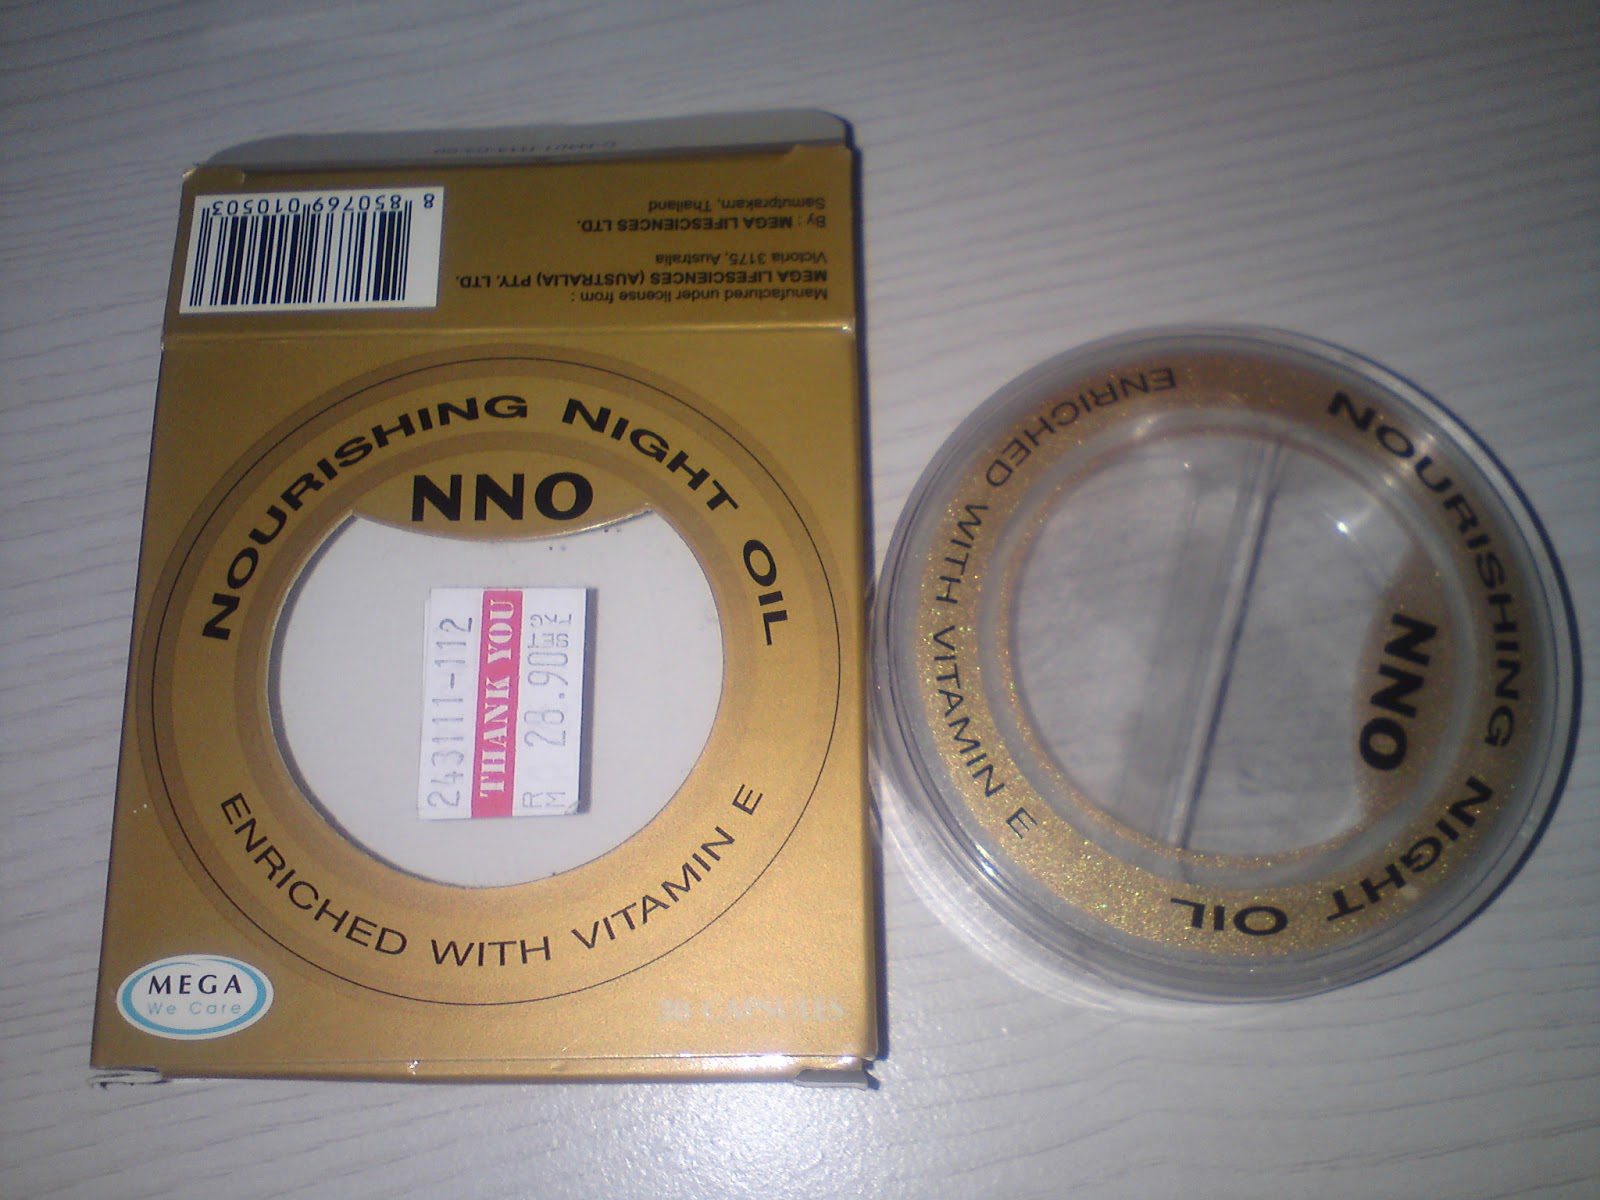 8 850769 010503
Manufactured under license from :
MEGA LIFESCIENCES (AUSTRALIA) PTY. LTD.
Victoria 3175, Australia
By : MEGA LIFESCIENCES LTD.
Samutprakarn, Thailand
NOURISHING NIGHT OIL
NNO
243111-112
THANK YOU
RM 28.90
ENRICHED WITH VITAMIN E
MEGA
We Care
30 CAPSULES
NOURISHING NIGHT OIL
NNO
ENRICHED WITH VITAMIN E